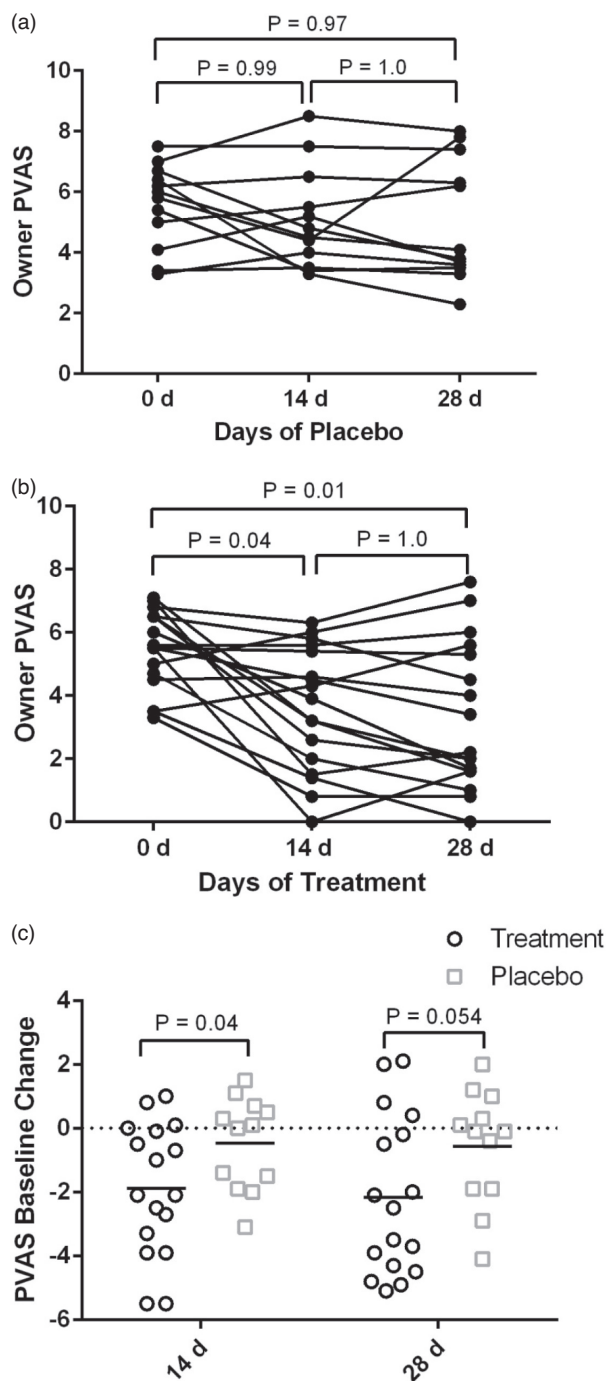 (a)
P = 0.97
P = 0.99 P = 1.0
10
8
6
4
2
0
Owner PVAS
0 d 14 d 28 d
Days of Placebo
(b)
P = 0.01
P = 0.04 P = 1.0
10
8
6
4
2
0
Owner PVAS
0 d 14 d 28 d
Days of Treatment
(c)
Treatment
Placebo
P = 0.04 P = 0.054
4
2
0
-2
-4
-6
PVAS Baseline Change
14 d 28 d